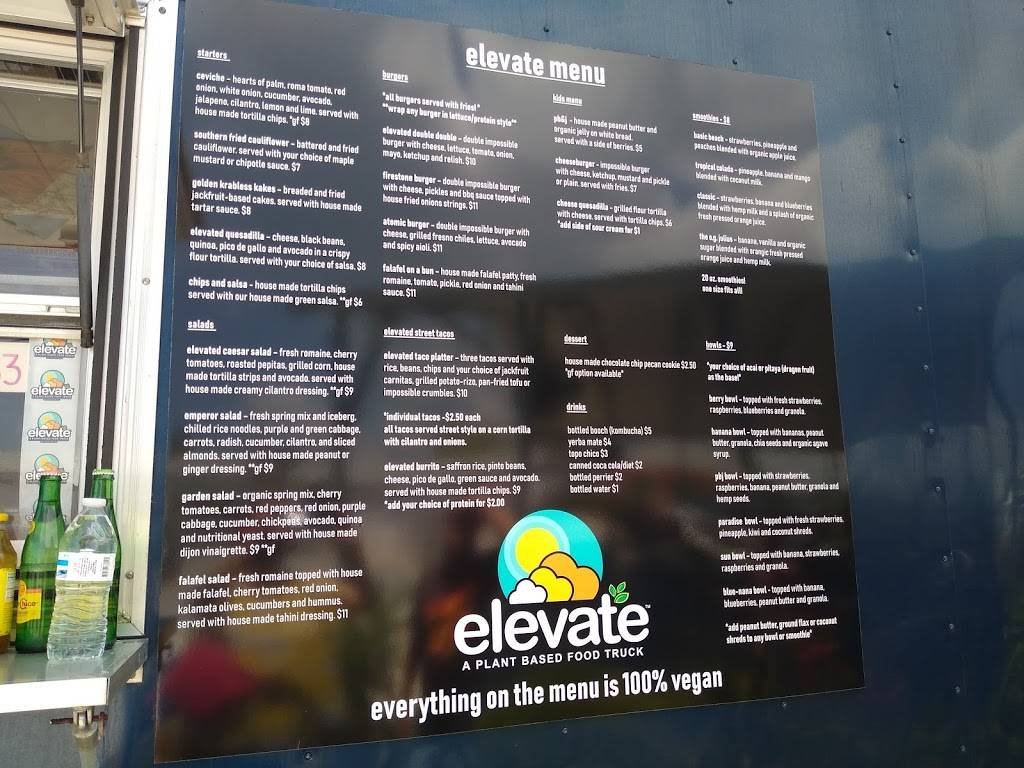 elevate menu
starters
ceviche – hearts of palm, roma tomato, red
onion, white onion, cucumber, avocado,
jalapeno, cilantro, lemon and lime. served with
house made tortilla chips. *gf $8
southern fried cauliflower – battered and fried
cauliflower. served with your choice of maple
mustard or chipotle sauce. $7
golden krabless kakes – breaded and fried
jackfruit-based cakes. served with house made
tartar sauce. $8
elevated quesadilla – cheese, black beans,
quinoa, pico de gallo and avocado in a crispy
flour tortilla. served with your choice of salsa. $8
chips and salsa – house made tortilla chips
served with our house made green salsa. **gf $6
salads
elevated caesar salad – fresh romaine, cherry
tomatoes, roasted pepitas, grilled corn, house
made tortilla strips and avocado. served with
house made creamy cilantro dressing. **gf $9
emperor salad – fresh spring mix and iceberg,
chilled rice noodles, purple and green cabbage,
carrots, radish, cucumber, cilantro, and sliced
almonds. served with house made peanut or
ginger dressing. **gf $9
garden salad – organic spring mix, cherry
tomatoes, carrots, red peppers, red onion, purple
cabbage, cucumber, chickpees, avocado, quinoa
and nutritional yeast. served with house made
dijon vinaigrette. $9 **gf
falafel salad – fresh romaine topped with house
made falafel, cherry tomatoes, red onion,
kalamata olives, cucumbers and hummus.
served with house made tahini dressing. $11
burgers
*all burgers served with fries! *
**wrap any burger in lettuce/protein style**
elevated double double – double impossible
burger with cheese, lettuce, tomato, onion,
mayo, ketchup and relish. $10
firestone burger – double impossible burger
with cheese, pickles and bbq sauce topped with
house fried onions strings. $11
atomic burger – double impossible burger with
cheese, grilled fresno chiles, lettuce, avocado
and spicy aioli. $11
falafel on a bun – house made falafel patty, fresh
romaine, tomato, pickle, red onion and tahini
sauce. $11
elevated street tacos
elevated taco platter – three tacos served with
rice, beans, chips and your choice of jackfruit
carnitas, grilled potato-rizo, pan-fried tofu or
impossible crumbles. $10
*individual tacos -$2.50 each
all tacos served street style on a corn tortilla
with cilantro and onions.
elevated burrito – saffron rice, pinto beans,
cheese, pico de gallo, green sauce and avocado.
served with house made tortilla chips. $9
*add your choice of protein for $2.00
kids menu
pb&j – house made peanut butter and
organic jelly on white bread.
served with a side of berries. $5
cheeseburger – impossible burger
with cheese, ketchup, mustard and pickle
or plain. served with fries. $7
cheese quesadilla – grilled flour tortilla
with cheese. served with tortilla chips. $6
*add side of sour cream for $1
dessert
house made chocolate chip pecan cookie $2.50
*gf option available*
drinks
bottled booch (kombucha) $5
yerba mate $4
topo chico $3
canned coca cola/diet $2
bottled perrier $2
bottled water $1
smoothies - $8
basic beach – strawberries, pineapple and
peaches blended with organic apple juice.
tropical colada – pineapple, banana and mango
blended with coconut milk.
classic – strawberries, banana and blueberries
blended with hemp milk and a splash of organic
fresh pressed orange juice.
the o.g. julius – banana, vanilla and organic
sugar blended with orangic fresh pressed
orange juice and hemp milk.
20 oz. smoothies!
one size fits all!
bowls – $9
*your choice of acai or pitaya (dragon fruit)
as the base!*
berry bowl – topped with fresh strawberries,
raspberries, blueberries and granola.
banana bowl – topped with bananas, peanut
butter, granola, chia seeds and organic agave
syrup.
pbj bowl – topped with strawberries,
raspberries, banana, peanut butter, granola and
hemp seeds.
paradise bowl – topped with fresh strawberries,
pineapple, kiwi and coconut shreds.
sun bowl – topped with banana, strawberries,
raspberries and granola.
blue-nana bowl – topped with banana,
blueberries, peanut butter and granola.
*add peanut butter, ground flax or coconut
shreds to any bowl or smoothie*
elevate™
A PLANT BASED FOOD TRUCK
everything on the menu is 100% vegan
elevate
elevate
elevate